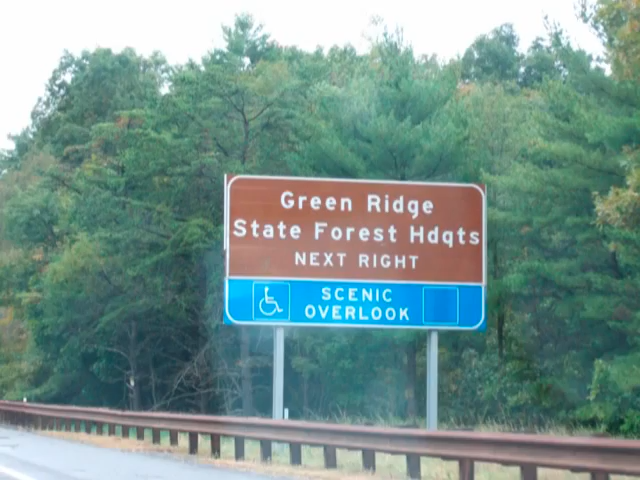 Green Ridge
State Forest Hdqts
NEXT RIGHT
SCENIC
OVERLOOK